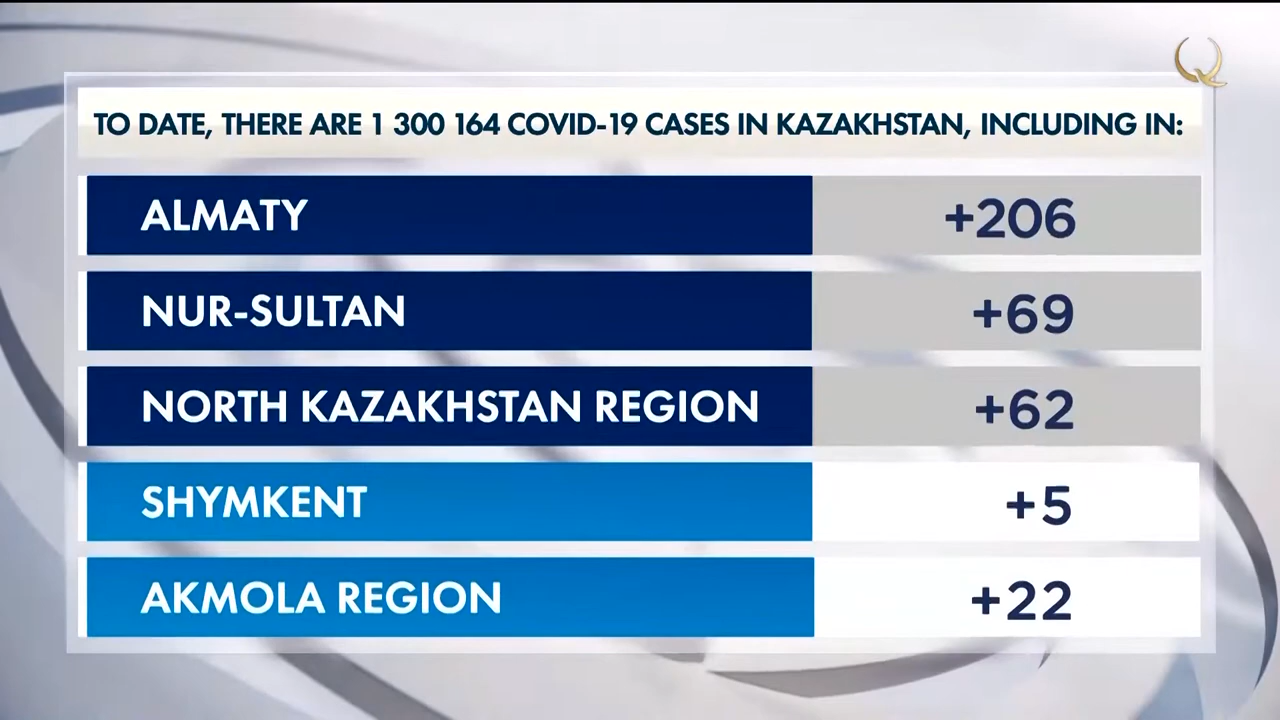 TO DATE, THERE ARE 1 300 164 COVID-19 CASES IN KAZAKHSTAN, INCLUDING IN:
ALMATY +206
NUR-SULTAN +69
NORTH KAZAKHSTAN REGION +62
SHYMKENT +5
AKMOLA REGION +22